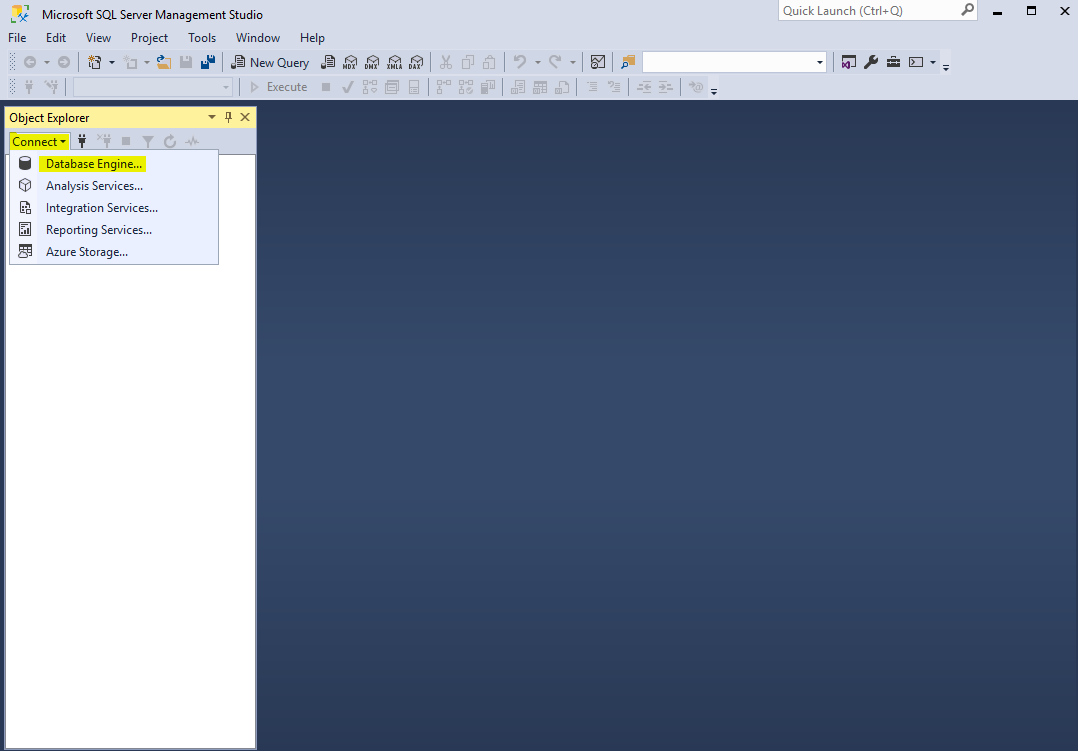 Microsoft SQL Server Management Studio
Quick Launch (Ctrl+Q)
File Edit View Project Tools Window Help
New Query MDX DMX XMLA DAX
Execute
Object Explorer
Connect
Database Engine...
Analysis Services...
Integration Services...
Reporting Services...
Azure Storage...